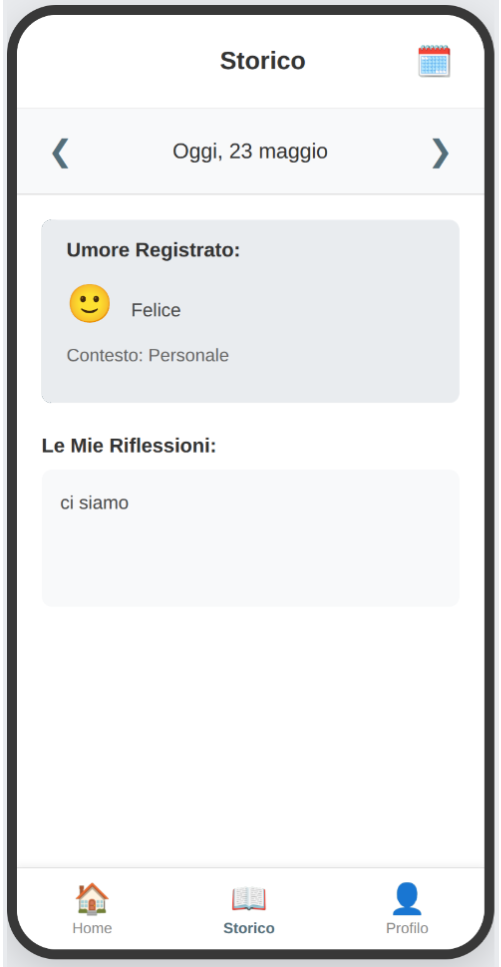 Storico
Oggi, 23 maggio
Umore Registrato:
Felice
Contesto: Personale
Le Mie Riflessioni:
ci siamo
Home
Storico
Profilo